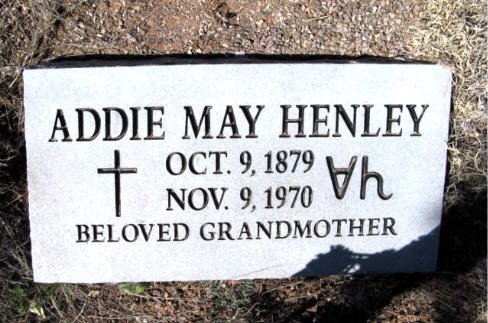 ADDIE MAY HENLEY
OCT. 9, 1879
NOV. 9, 1970
BELOVED GRANDMOTHER